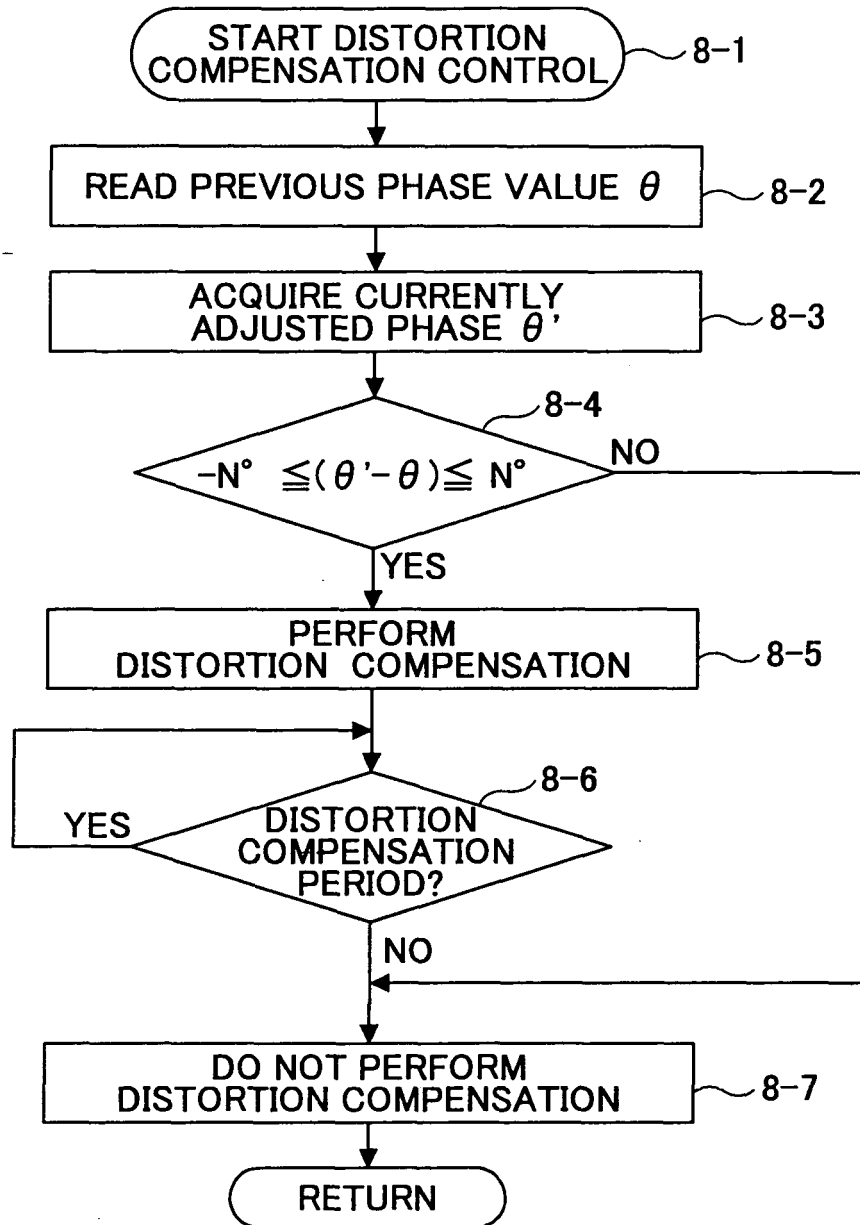 START DISTORTION
COMPENSATION CONTROL
8-1
READ PREVIOUS PHASE VALUE θ
8-2
ACQUIRE CURRENTLY
ADJUSTED PHASE θ'
8-3
8-4
-N° ≦(θ'-θ)≦ N°
NO
YES
PERFORM
DISTORTION COMPENSATION
8-5
8-6
YES
DISTORTION
COMPENSATION
PERIOD?
NO
DO NOT PERFORM
DISTORTION COMPENSATION
8-7
RETURN